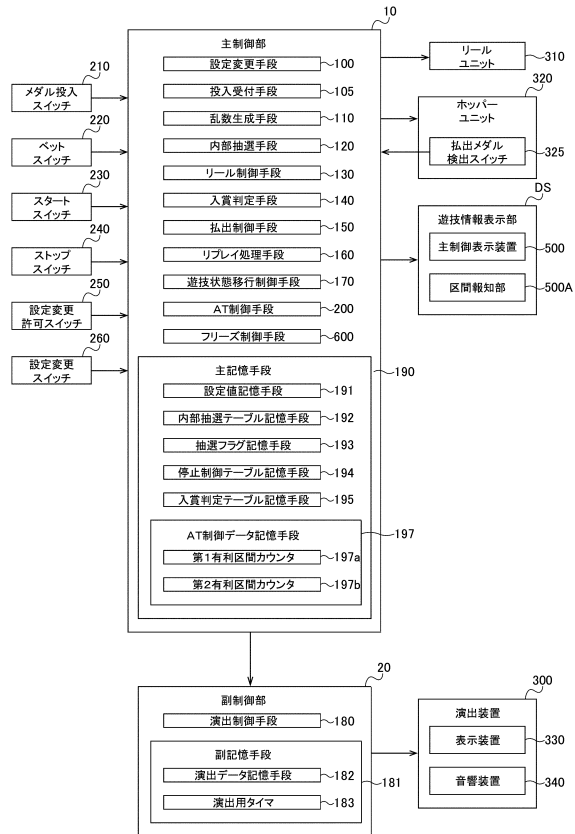 10
主制御部
設定変更手段 100
投入受付手段 105
乱数生成手段 110
内部抽選手段 120
リール制御手段 130
入賞判定手段 140
払出制御手段 150
リプレイ処理手段 160
遊技状態移行制御手段 170
AT制御手段 200
フリーズ制御手段 600
主記憶手段 190
設定値記憶手段 191
内部抽選テーブル記憶手段 192
抽選フラグ記憶手段 193
停止制御テーブル記憶手段 194
入賞判定テーブル記憶手段 195
AT制御データ記憶手段 197
第1有利区間カウンタ 197a
第2有利区間カウンタ 197b
210
メダル投入
スイッチ
220
ベット
スイッチ
230
スタート
スイッチ
240
ストップ
スイッチ
250
設定変更
許可スイッチ
260
設定変更
スイッチ
リール
ユニット
310
320
ホッパー
ユニット
払出メダル
検出スイッチ
325
DS
遊技情報表示部
主制御表示装置 500
区間報知部 500A
20
副制御部
演出制御手段 180
副記憶手段 181
演出データ記憶手段 182
演出用タイマ 183
300
演出装置
表示装置 330
音響装置 340